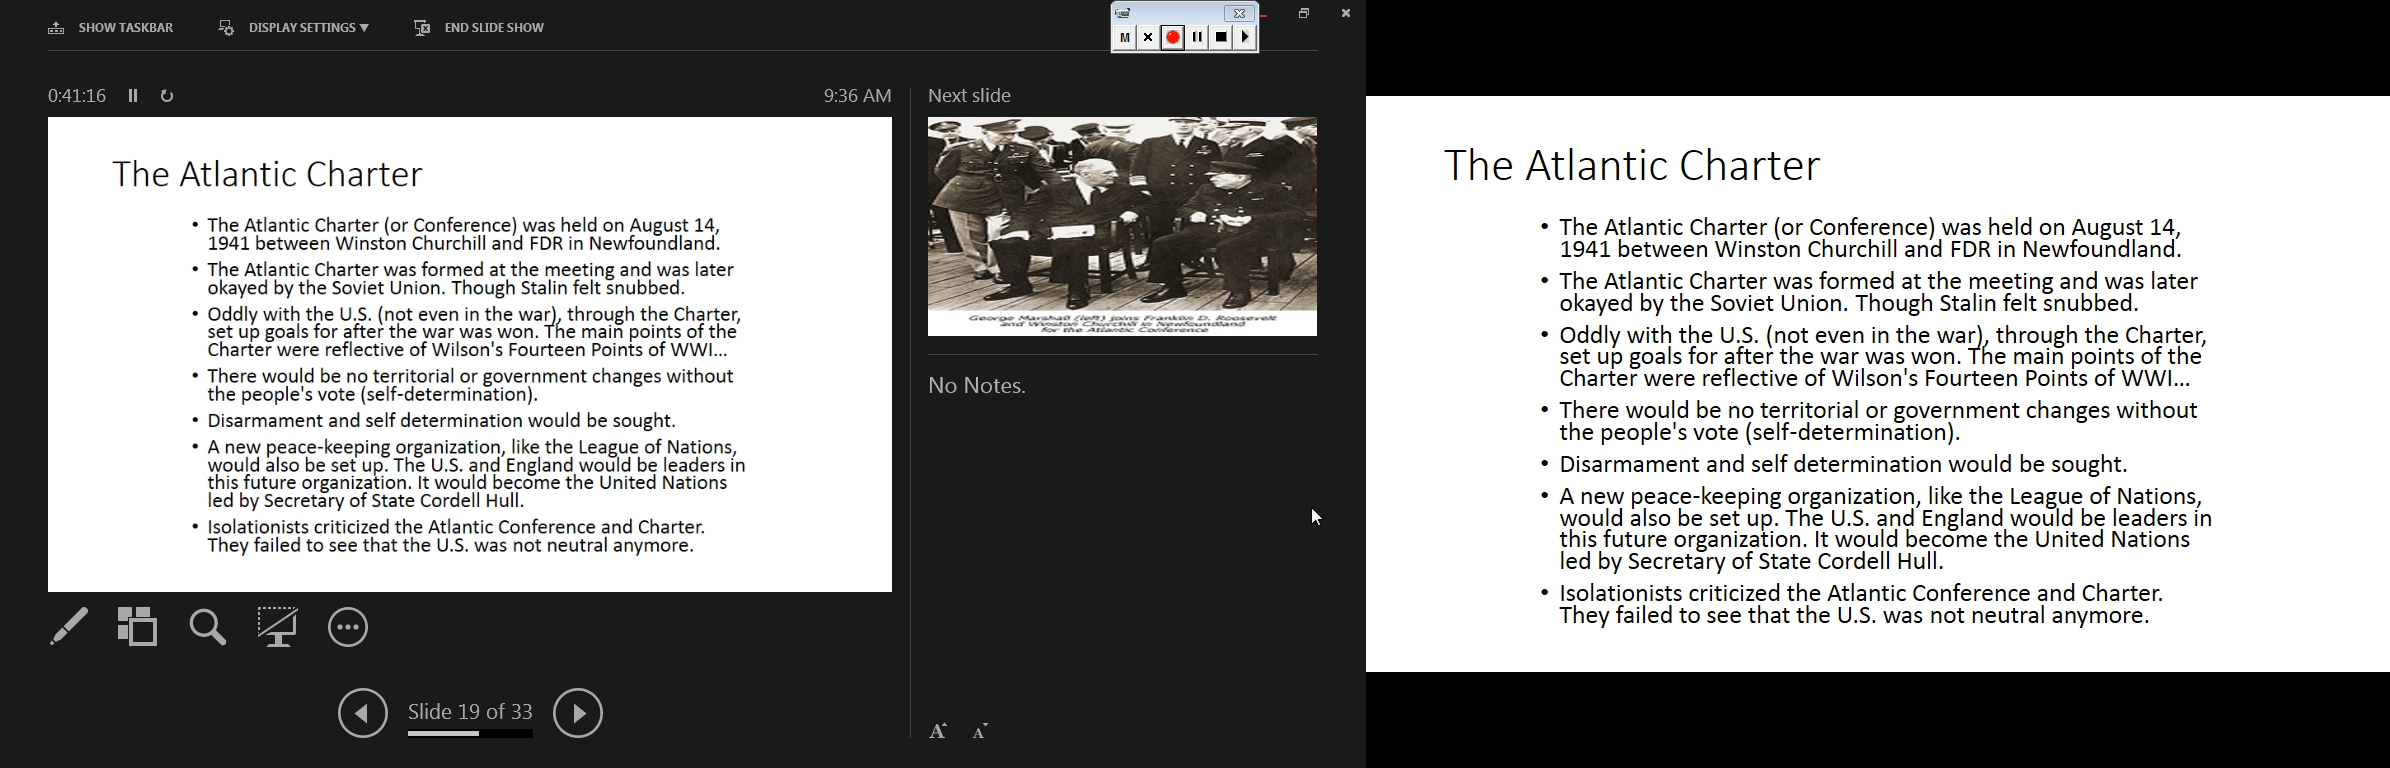 SHOW TASKBAR
DISPLAY SETTINGS ▼
END SLIDE SHOW
M
0:41:16
9:36 AM
The Atlantic Charter
• The Atlantic Charter (or Conference) was held on August 14,
1941 between Winston Churchill and FDR in Newfoundland.
• The Atlantic Charter was formed at the meeting and was later
okayed by the Soviet Union. Though Stalin felt snubbed.
• Oddly with the U.S. (not even in the war), through the Charter,
set up goals for after the war was won. The main points of the
Charter were reflective of Wilson's Fourteen Points of WWI...
• There would be no territorial or government changes without
the people's vote (self-determination).
• Disarmament and self determination would be sought.
• A new peace-keeping organization, like the League of Nations,
would also be set up. The U.S. and England would be leaders in
this future organization. It would become the United Nations
led by Secretary of State Cordell Hull.
• Isolationists criticized the Atlantic Conference and Charter.
They failed to see that the U.S. was not neutral anymore.
Slide 19 of 33
Next slide
George Marshall (left) joins Franklin D. Roosevelt
and Winston Churchill in Newfoundland
for the Atlantic Conference
No Notes.
A A
The Atlantic Charter
• The Atlantic Charter (or Conference) was held on August 14,
1941 between Winston Churchill and FDR in Newfoundland.
• The Atlantic Charter was formed at the meeting and was later
okayed by the Soviet Union. Though Stalin felt snubbed.
• Oddly with the U.S. (not even in the war), through the Charter,
set up goals for after the war was won. The main points of the
Charter were reflective of Wilson's Fourteen Points of WWI...
• There would be no territorial or government changes without
the people's vote (self-determination).
• Disarmament and self determination would be sought.
• A new peace-keeping organization, like the League of Nations,
would also be set up. The U.S. and England would be leaders in
this future organization. It would become the United Nations
led by Secretary of State Cordell Hull.
• Isolationists criticized the Atlantic Conference and Charter.
They failed to see that the U.S. was not neutral anymore.